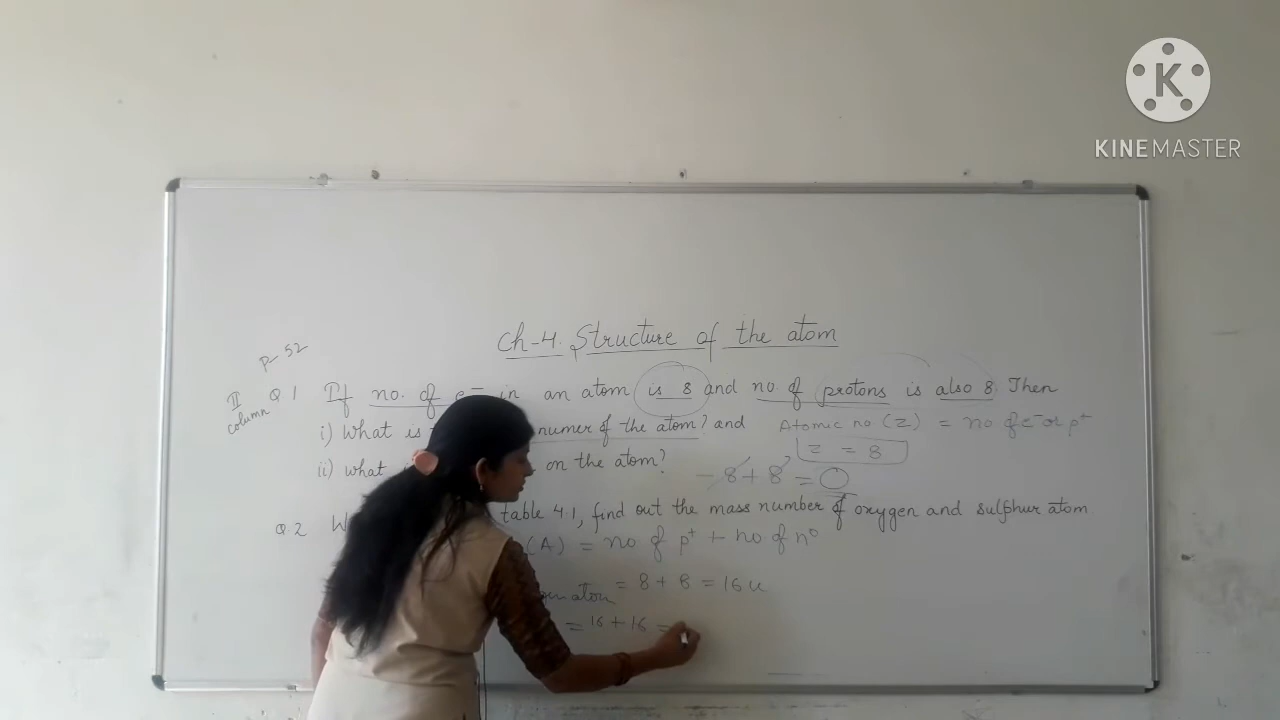 KINEMASTER
Ch-4. Structure of the atom
P-52
II column
Q1 If no. of e⁻ in an atom is 8 and no of protons is also 8 Then
i) What is numer of the atom? and Atomic no (Z) = no of e⁻ or p⁺
z = 8
ii) what on the atom? - 8 + 8 = 0
Q.2 table 4.1, find out the mass number of oxygen and sulphur atom.
(A) = no of p⁺ + no of n⁰
atom = 8 + 8 = 16 u
= 16 + 16 =